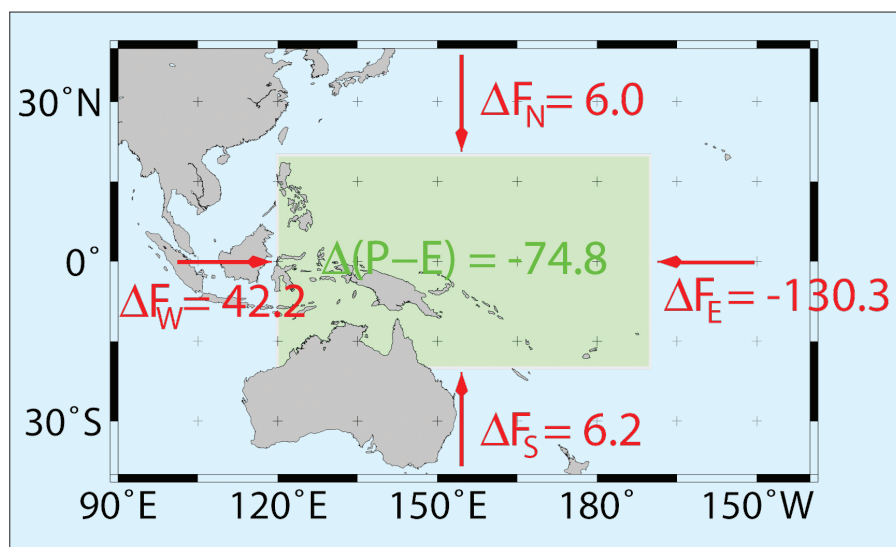 30°N
ΔF_N = 6.0
0°
Δ(P−E) = -74.8
ΔF_W = 42.2
ΔF_E = -130.3
30°S
ΔF_S = 6.2
90°E 120°E 150°E 180° 150°W